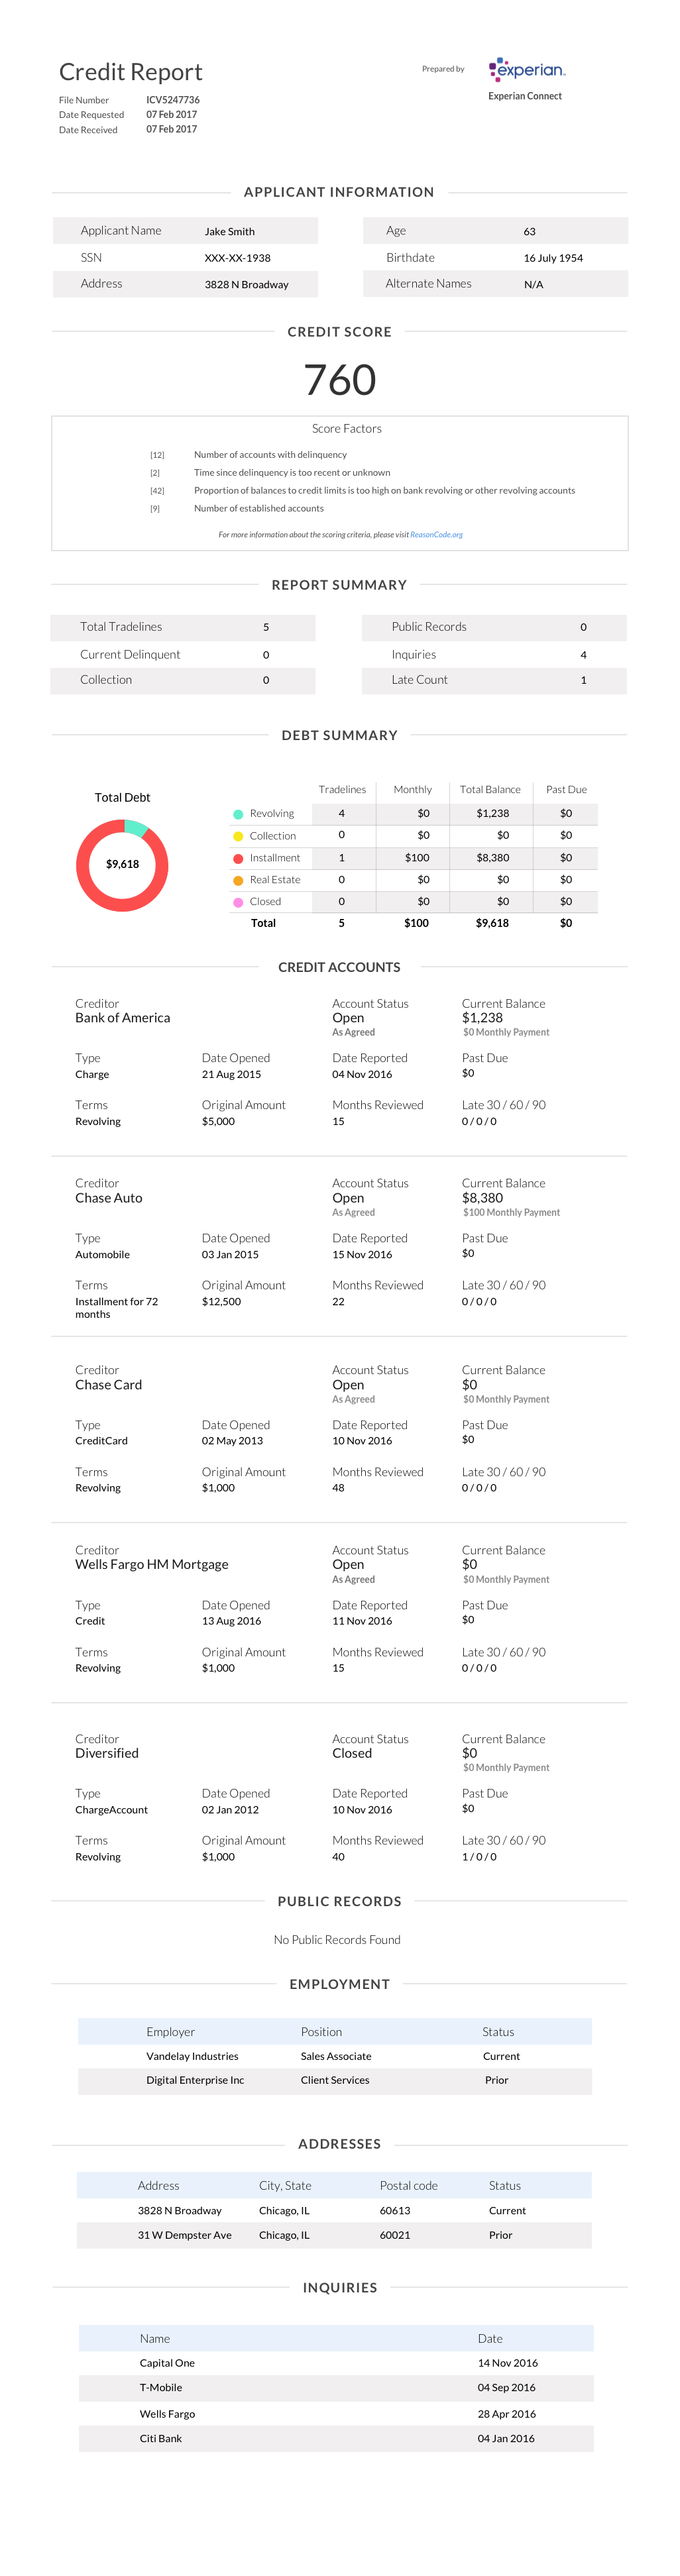 Credit Report
Prepared by
experian.
Experian Connect
File Number ICV5247736
Date Requested 07 Feb 2017
Date Received 07 Feb 2017
APPLICANT INFORMATION
Applicant Name Jake Smith Age 63
SSN XXX-XX-1938 Birthdate 16 July 1954
Address 3828 N Broadway Alternate Names N/A
CREDIT SCORE
760
Score Factors
[12] Number of accounts with delinquency
[2] Time since delinquency is too recent or unknown
[42] Proportion of balances to credit limits is too high on bank revolving or other revolving accounts
[9] Number of established accounts
For more information about the scoring criteria, please visit ReasonCode.org
REPORT SUMMARY
Total Tradelines 5 Public Records 0
Current Delinquent 0 Inquiries 4
Collection 0 Late Count 1
DEBT SUMMARY
Total Debt
$9,618
Tradelines Monthly Total Balance Past Due
Revolving 4 $0 $1,238 $0
Collection 0 $0 $0 $0
Installment 1 $100 $8,380 $0
Real Estate 0 $0 $0 $0
Closed 0 $0 $0 $0
Total 5 $100 $9,618 $0
CREDIT ACCOUNTS
Creditor Account Status Current Balance
Bank of America Open $1,238
As Agreed $0 Monthly Payment
Type Date Opened Date Reported Past Due
Charge 21 Aug 2015 04 Nov 2016 $0
Terms Original Amount Months Reviewed Late 30 / 60 / 90
Revolving $5,000 15 0 / 0 / 0
Creditor Account Status Current Balance
Chase Auto Open $8,380
As Agreed $100 Monthly Payment
Type Date Opened Date Reported Past Due
Automobile 03 Jan 2015 15 Nov 2016 $0
Terms Original Amount Months Reviewed Late 30 / 60 / 90
Installment for 72 $12,500 22 0 / 0 / 0
months
Creditor Account Status Current Balance
Chase Card Open $0
As Agreed $0 Monthly Payment
Type Date Opened Date Reported Past Due
CreditCard 02 May 2013 10 Nov 2016 $0
Terms Original Amount Months Reviewed Late 30 / 60 / 90
Revolving $1,000 48 0 / 0 / 0
Creditor Account Status Current Balance
Wells Fargo HM Mortgage Open $0
As Agreed $0 Monthly Payment
Type Date Opened Date Reported Past Due
Credit 13 Aug 2016 11 Nov 2016 $0
Terms Original Amount Months Reviewed Late 30 / 60 / 90
Revolving $1,000 15 0 / 0 / 0
Creditor Account Status Current Balance
Diversified Closed $0
$0 Monthly Payment
Type Date Opened Date Reported Past Due
ChargeAccount 02 Jan 2012 10 Nov 2016 $0
Terms Original Amount Months Reviewed Late 30 / 60 / 90
Revolving $1,000 40 1 / 0 / 0
PUBLIC RECORDS
No Public Records Found
EMPLOYMENT
Employer Position Status
Vandelay Industries Sales Associate Current
Digital Enterprise Inc Client Services Prior
ADDRESSES
Address City, State Postal code Status
3828 N Broadway Chicago, IL 60613 Current
31 W Dempster Ave Chicago, IL 60021 Prior
INQUIRIES
Name Date
Capital One 14 Nov 2016
T-Mobile 04 Sep 2016
Wells Fargo 28 Apr 2016
Citi Bank 04 Jan 2016